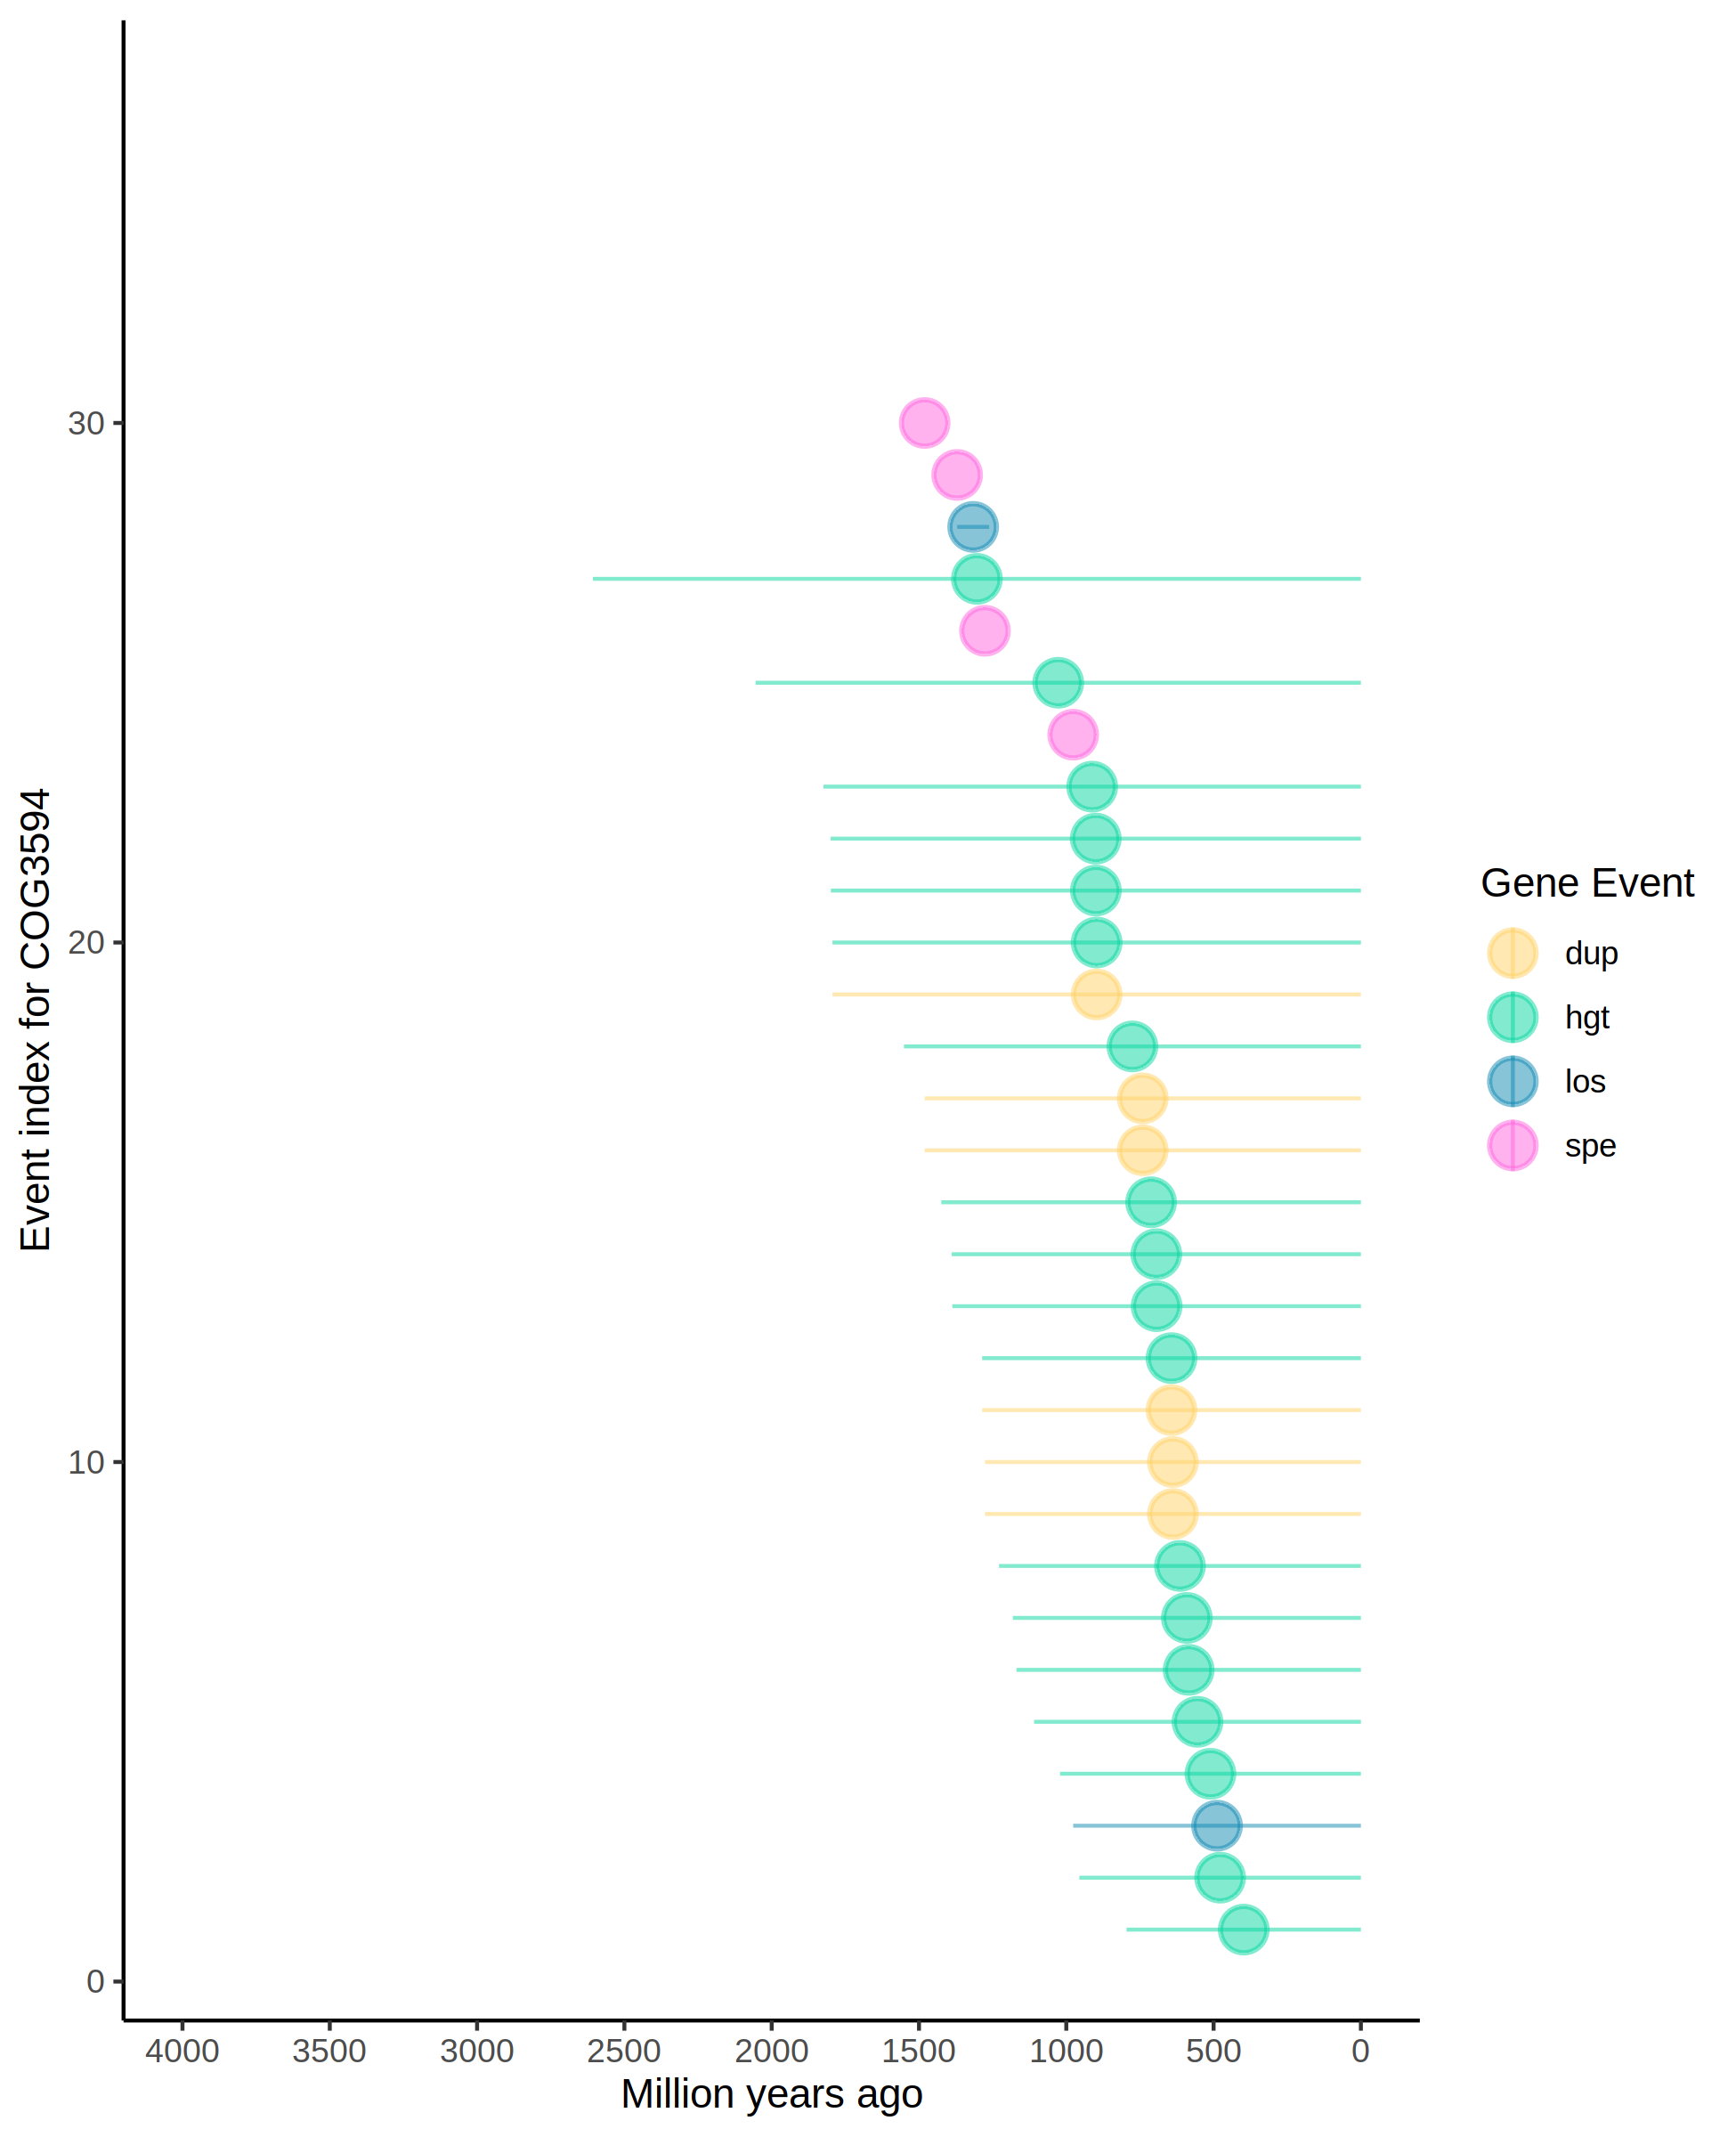 30
20
10
0
Event index for COG3594
4000 3500 3000 2500 2000 1500 1000 500 0
Million years ago
Gene Event
dup
hgt
los
spe